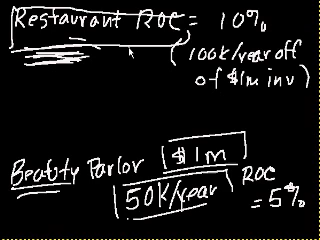 Restaurant ROC = 10%
(100k/year off
of $1m inv)
Beauty Parlor $1m
50K/year ROC
= 5%